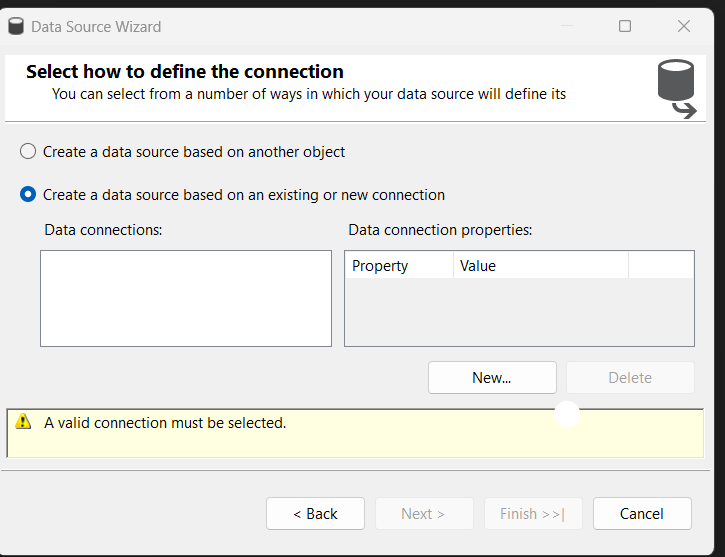 Data Source Wizard
Select how to define the connection
You can select from a number of ways in which your data source will define its
Create a data source based on another object
Create a data source based on an existing or new connection
Data connections:
Data connection properties:
Property Value
New... Delete
A valid connection must be selected.
< Back Next > Finish >>| Cancel